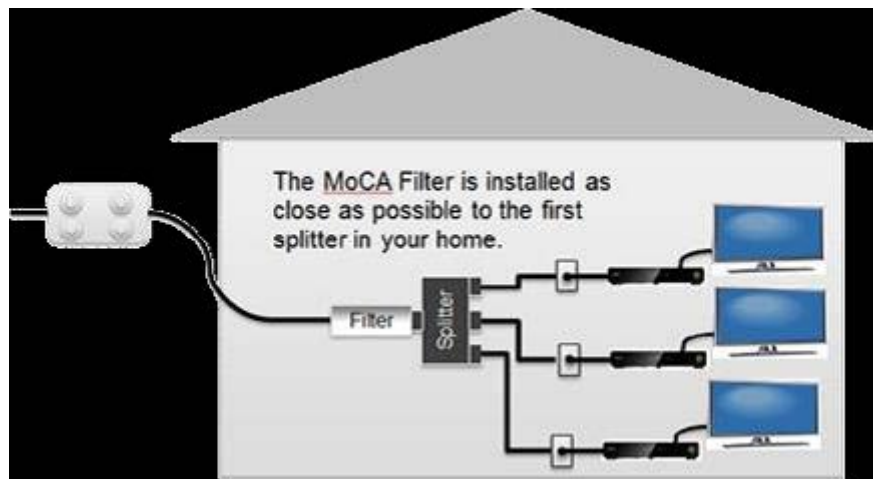 The MoCA Filter is installed as
close as possible to the first
splitter in your home.
Filter
Splitter